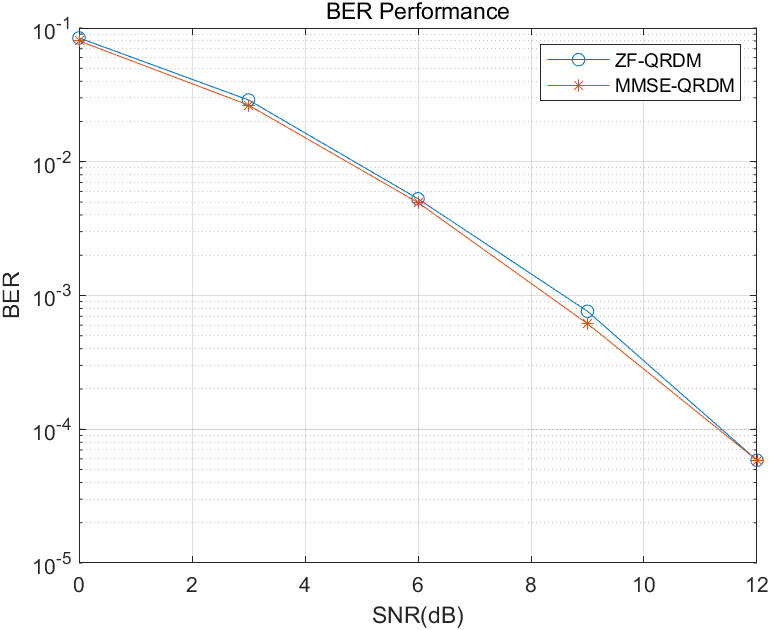 BER Performance
ZF-QRDM
MMSE-QRDM
BER
10^-1
10^-2
10^-3
10^-4
10^-5
0 2 4 6 8 10 12
SNR(dB)